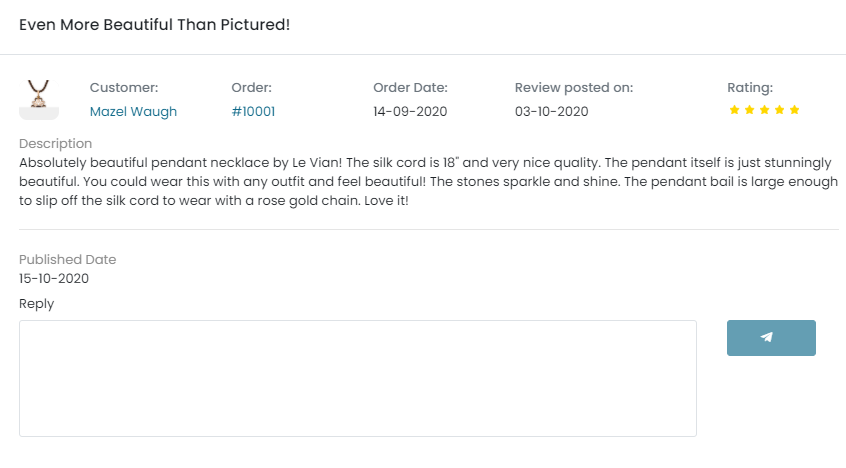 Even More Beautiful Than Pictured!
Customer: Order: Order Date: Review posted on: Rating:
Mazel Waugh #10001 14-09-2020 03-10-2020
Description
Absolutely beautiful pendant necklace by Le Vian! The silk cord is 18" and very nice quality. The pendant itself is just stunningly
beautiful. You could wear this with any outfit and feel beautiful! The stones sparkle and shine. The pendant bail is large enough
to slip off the silk cord to wear with a rose gold chain. Love it!
Published Date
15-10-2020
Reply